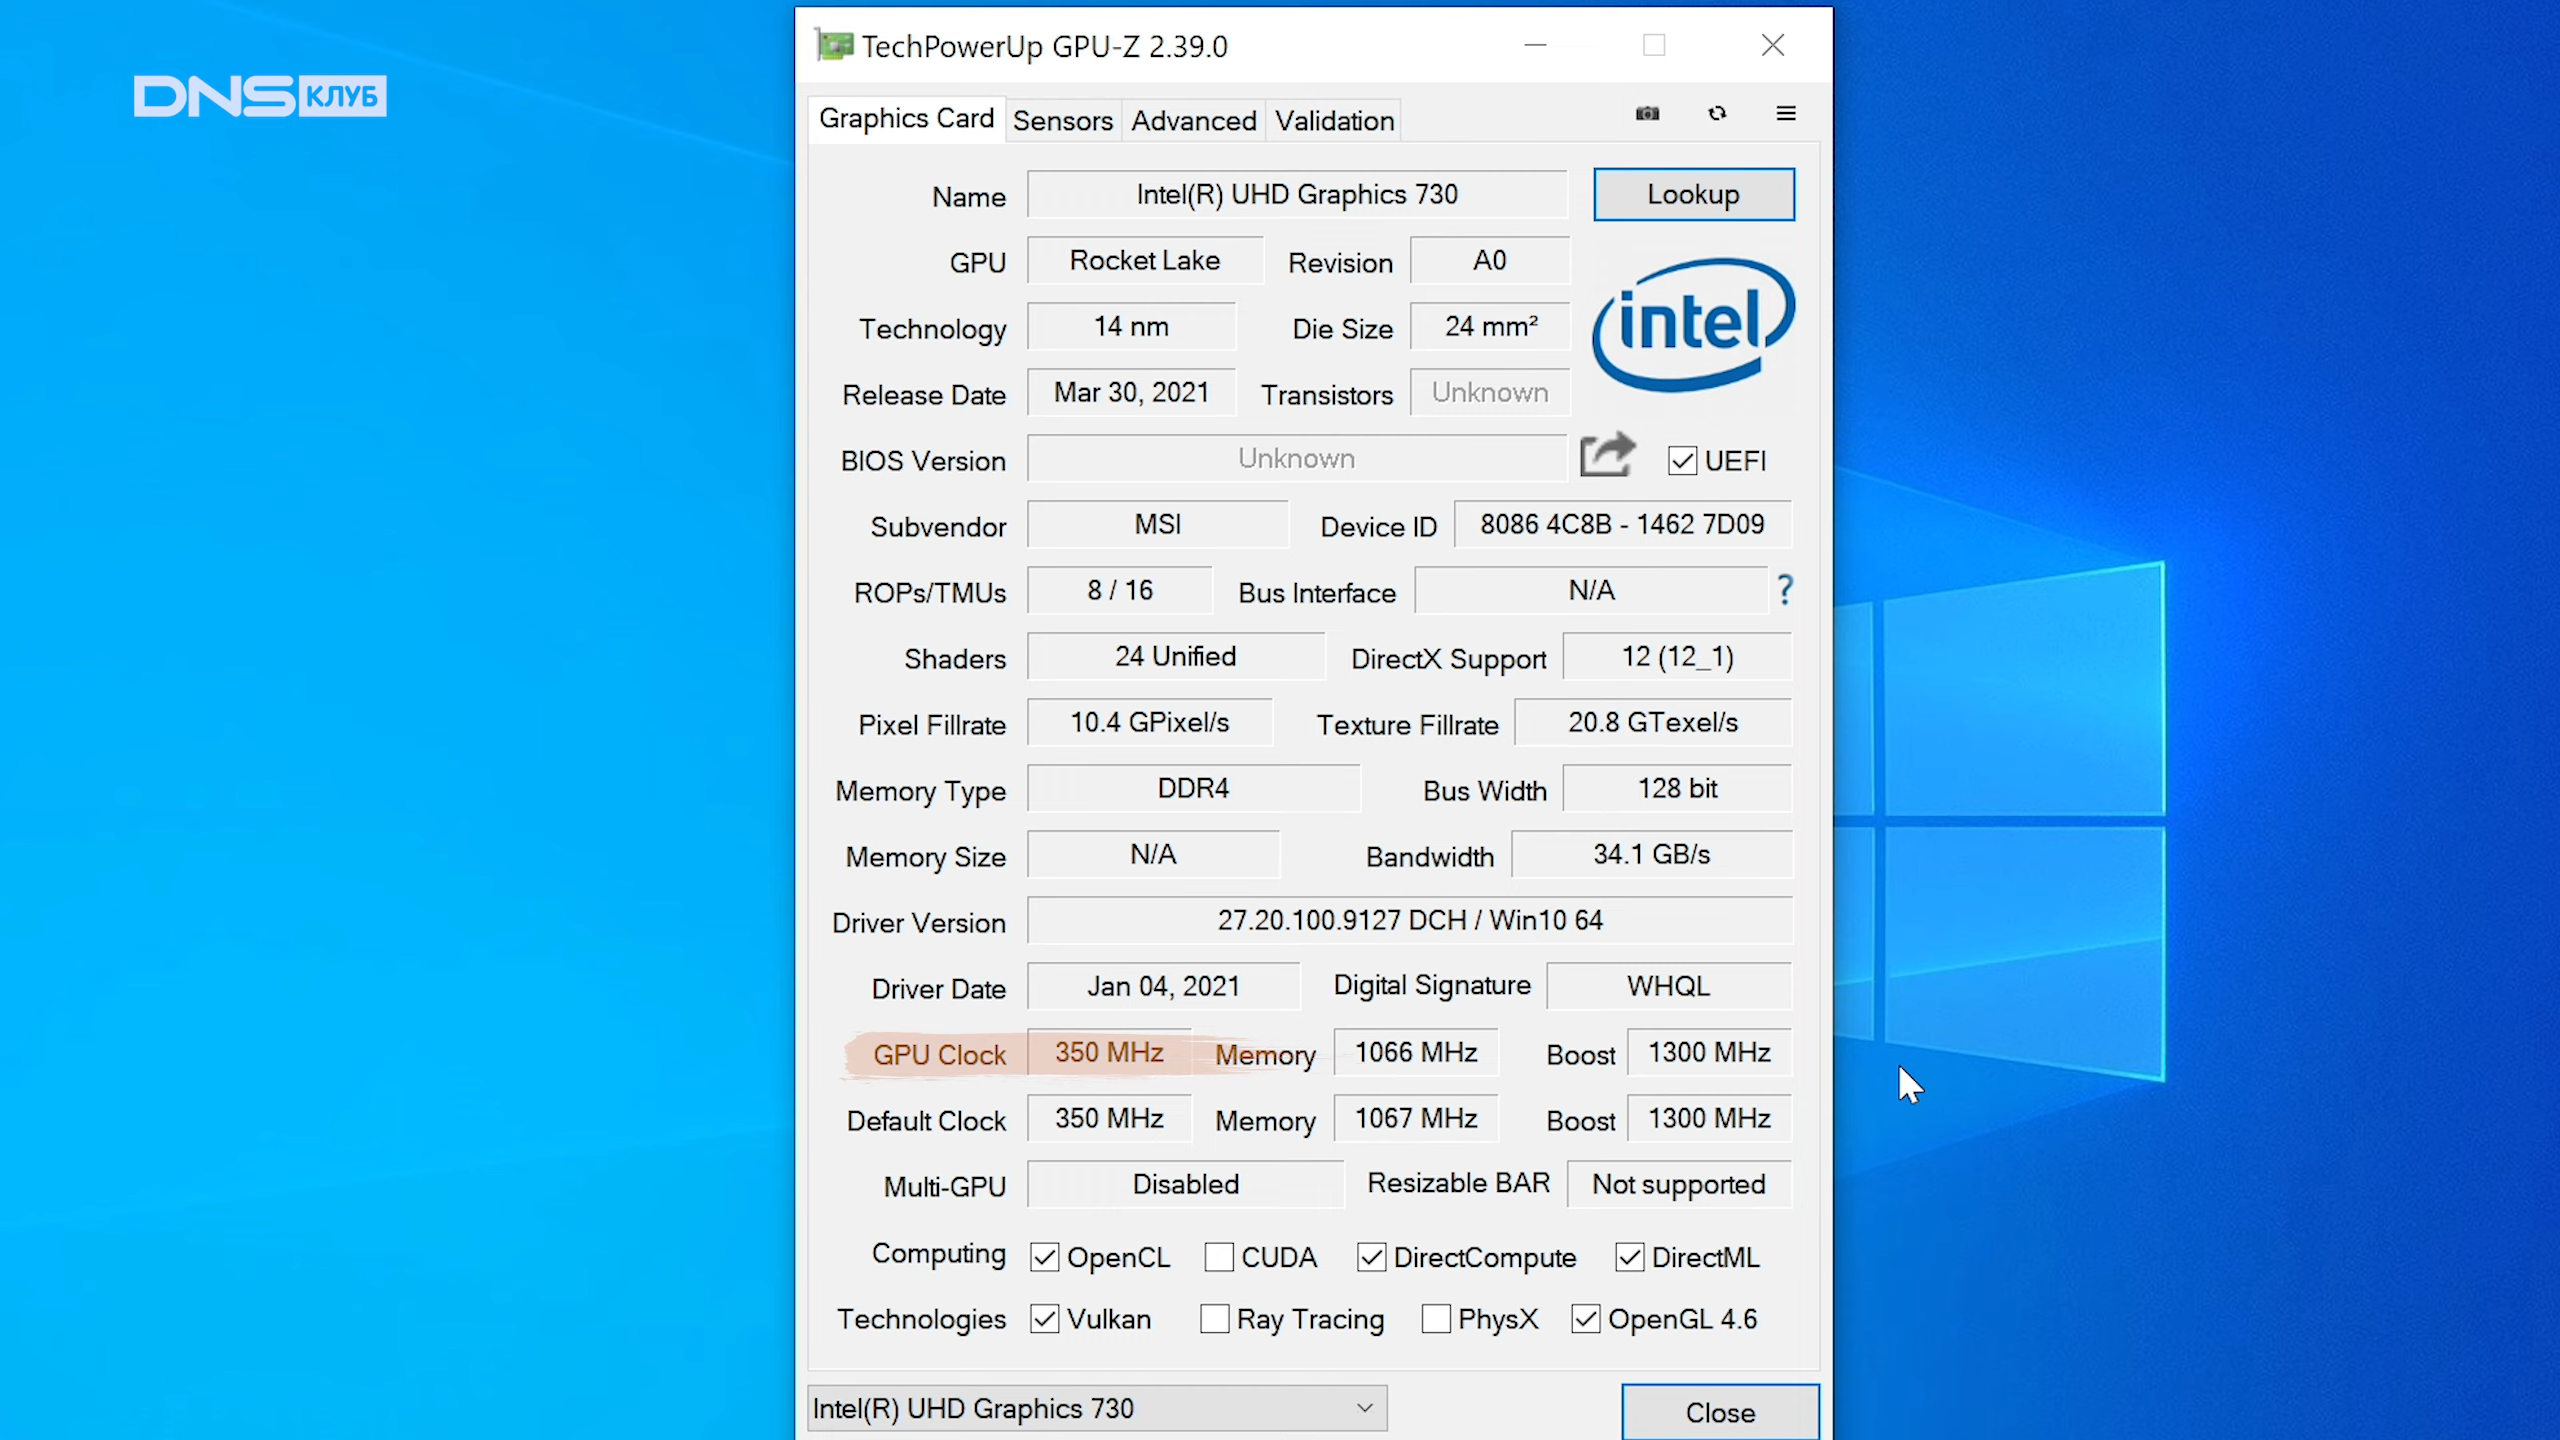 DNS КЛУБ
TechPowerUp GPU-Z 2.39.0
Graphics Card Sensors Advanced Validation
Name Intel(R) UHD Graphics 730 Lookup
GPU Rocket Lake Revision A0
intel
Technology 14 nm Die Size 24 mm²
Release Date Mar 30, 2021 Transistors Unknown
BIOS Version Unknown UEFI
Subvendor MSI Device ID 8086 4C8B - 1462 7D09
ROPs/TMUs 8 / 16 Bus Interface N/A ?
Shaders 24 Unified DirectX Support 12 (12_1)
Pixel Fillrate 10.4 GPixel/s Texture Fillrate 20.8 GTexel/s
Memory Type DDR4 Bus Width 128 bit
Memory Size N/A Bandwidth 34.1 GB/s
Driver Version 27.20.100.9127 DCH / Win10 64
Driver Date Jan 04, 2021 Digital Signature WHQL
GPU Clock 350 MHz Memory 1066 MHz Boost 1300 MHz
Default Clock 350 MHz Memory 1067 MHz Boost 1300 MHz
Multi-GPU Disabled Resizable BAR Not supported
Computing OpenCL CUDA DirectCompute DirectML
Technologies Vulkan Ray Tracing PhysX OpenGL 4.6
Intel(R) UHD Graphics 730 Close